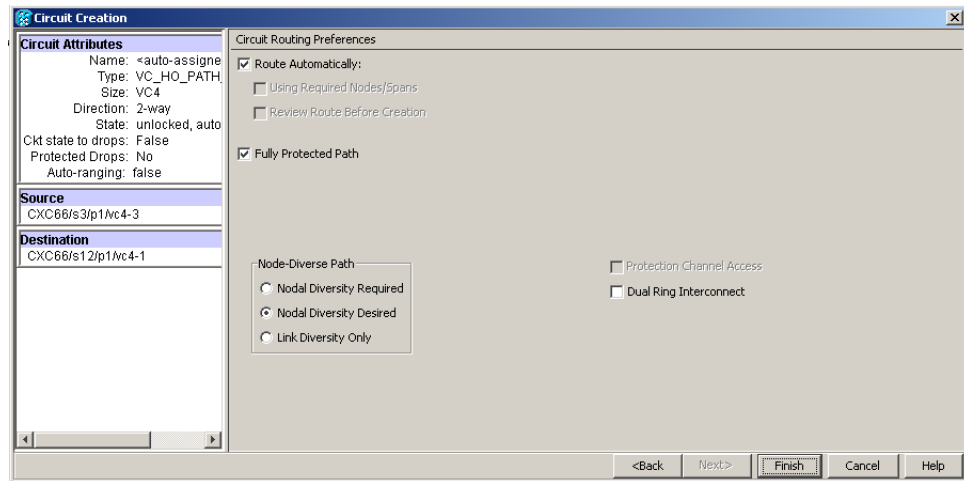 Circuit Creation
Circuit Attributes
Name: <auto-assigne
Type: VC_HO_PATH_
Size: VC4
Direction: 2-way
State: unlocked, auto
Ckt state to drops: False
Protected Drops: No
Auto-ranging: false
Source
CXC66/s3/p1/vc4-3
Destination
CXC66/s12/p1/vc4-1
Circuit Routing Preferences
Route Automatically:
Using Required Nodes/Spans
Review Route Before Creation
Fully Protected Path
Node-Diverse Path
Nodal Diversity Required
Nodal Diversity Desired
Link Diversity Only
Protection Channel Access
Dual Ring Interconnect
<Back Next> Finish Cancel Help